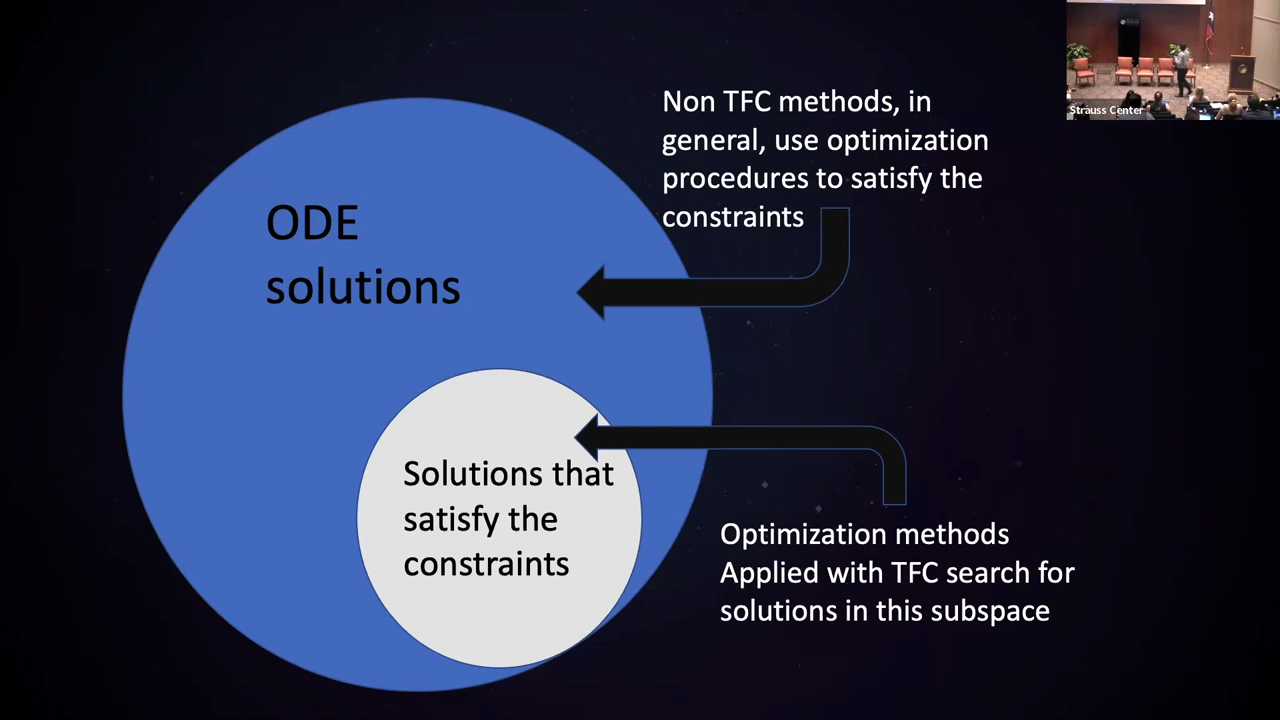 Non TFC methods, in
general, use optimization
procedures to satisfy the
constraints
ODE
solutions
Solutions that
satisfy the
constraints
Optimization methods
Applied with TFC search for
solutions in this subspace
Strauss Center